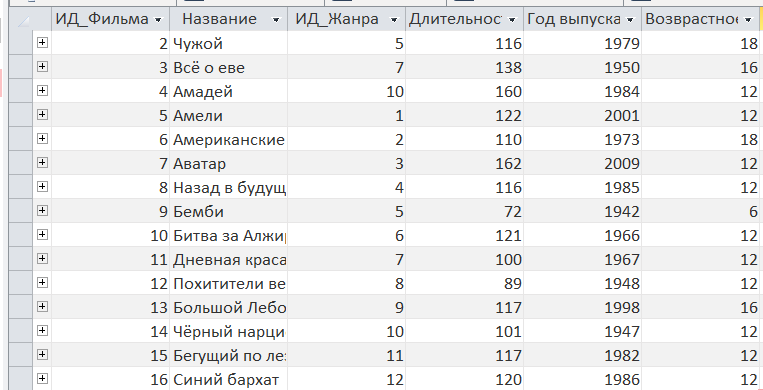 ИД_Фильма Название ИД_Жанра Длительност Год выпуска Возврастное
2 Чужой 5 116 1979 18
3 Всё о еве 7 138 1950 16
4 Амадей 10 160 1984 12
5 Амели 1 122 2001 12
6 Американские 2 110 1973 18
7 Аватар 3 162 2009 12
8 Назад в будущ 4 116 1985 12
9 Бемби 5 72 1942 6
10 Битва за Алжир 6 121 1966 12
11 Дневная краса 7 100 1967 12
12 Похитители ве 8 89 1948 12
13 Большой Лебо 9 117 1998 16
14 Чёрный нарци 10 101 1947 12
15 Бегущий по лез 11 117 1982 12
16 Синий бархат 12 120 1986 12